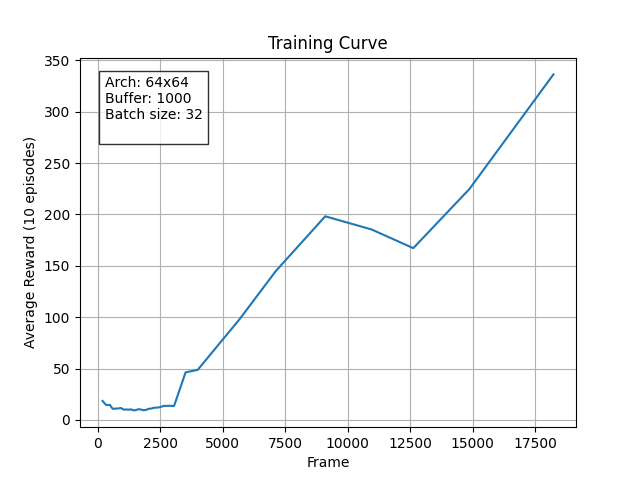 Training Curve
350
300
250
200
150
100
50
0
Average Reward (10 episodes)
Arch: 64x64
Buffer: 1000
Batch size: 32
0 2500 5000 7500 10000 12500 15000 17500
Frame